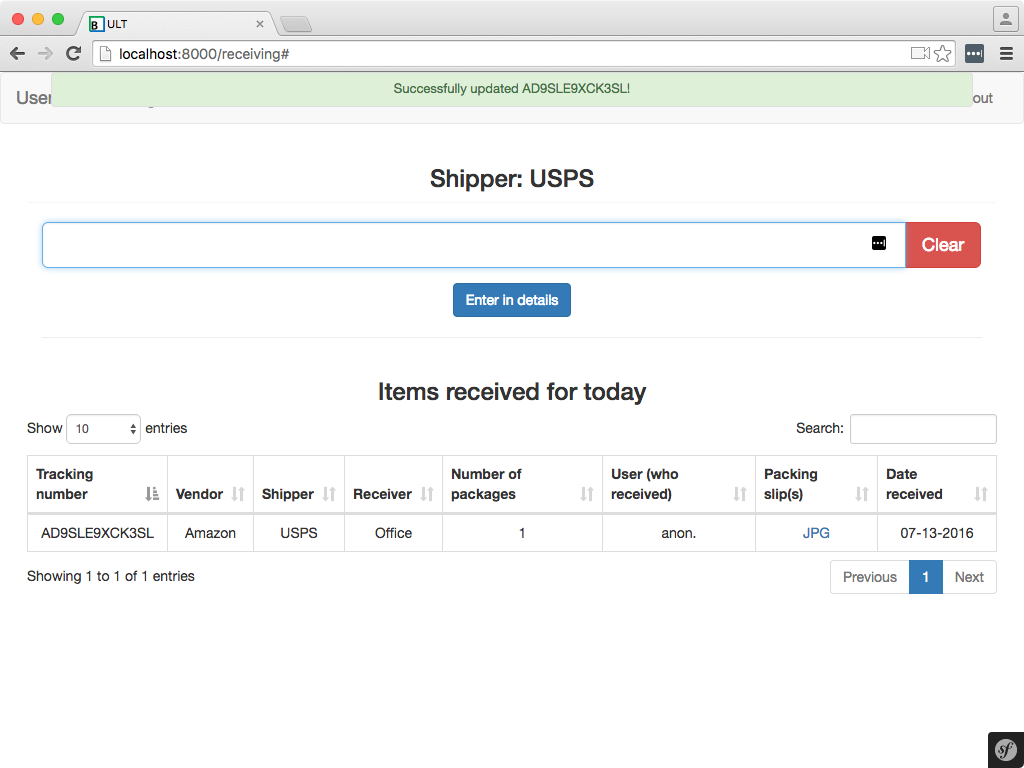 ULT
localhost:8000/receiving#
Successfully updated AD9SLE9XCK3SL!
User
out
Shipper: USPS
Clear
Enter in details
Items received for today
Show 10 entries
Search:
Tracking number
Vendor
Shipper
Receiver
Number of packages
User (who received)
Packing slip(s)
Date received
AD9SLE9XCK3SL Amazon USPS Office 1 anon. JPG 07-13-2016
Showing 1 to 1 of 1 entries
Previous 1 Next